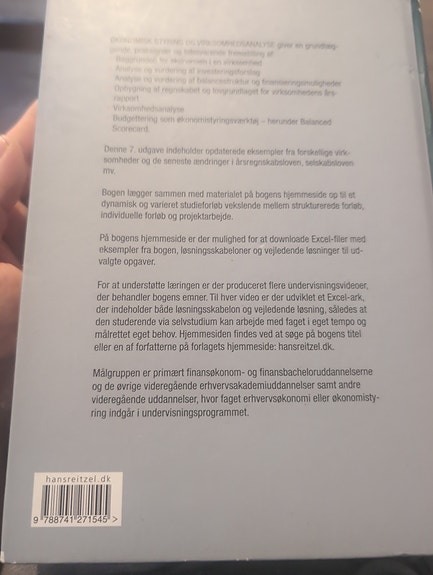 ØKONOMISK STYRING OG VIRKSOMHEDSANALYSE giver en grundlæg-
gende, og fremstilling af:
- Baggrunden for økonomien i en virksomhed
- Analyse og vurdering af investeringsforslag
- Analyse og vurdering af balancestruktur og finansieringsmuligheder
- Opbygning af regnskabet og lovgrundlaget for virksomhedens års-
rapport
- Virksomhedsanalyse
- Budgettering som økonomistyringsværktøj – herunder Balanced
Scorecard.
Denne 7. udgave indeholder opdaterede eksempler fra forskellige virk-
somheder og de seneste ændringer i årsregnskabsloven, selskabsloven
mv.
Bogen lægger sammen med materialet på bogens hjemmeside op til et
dynamisk og varieret studieforløb vekslende mellem strukturerede forløb,
individuelle forløb og projektarbejde.
På bogens hjemmeside er der mulighed for at downloade Excel-filer med
eksempler fra bogen, løsningsskabeloner og vejledende løsninger til ud-
valgte opgaver.
For at understøtte læringen er der produceret flere undervisningsvideoer,
der behandler bogens emner. Til hver video er der udviklet et Excel-ark,
der indeholder både løsningsskabelon og vejledende løsning, således at
den studerende via selvstudium kan arbejde med faget i eget tempo og
målrettet eget behov. Hjemmesiden findes ved at søge på bogens titel
eller en af forfatterne på forlagets hjemmeside: hansreitzel.dk.
Målgruppen er primært finansøkonom- og finansbacheloruddannelserne
og de øvrige videregående erhvervsakademiuddannelser samt andre
videregående uddannelser, hvor faget erhvervsøkonomi eller økonomisty-
ring indgår i undervisningsprogrammet.
hansreitzel.dk
9 788741 271545 >